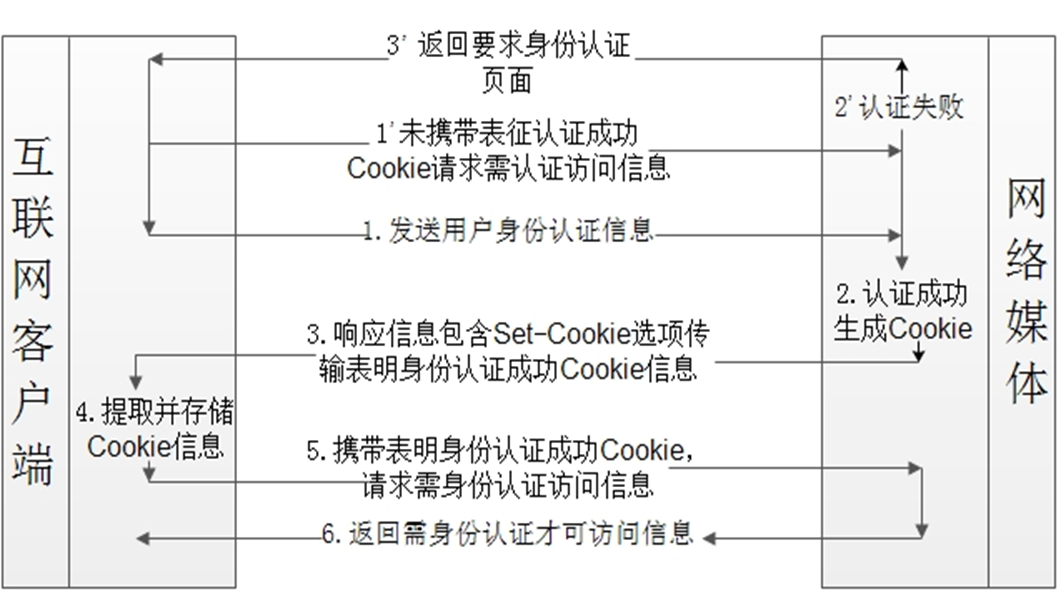 3' 返回要求身份认证
页面
2'认证失败
1'未携带表征认证成功
Cookie请求需认证访问信息
互联网客户端
网络媒体
1.发送用户身份认证信息
2.认证成功
生成Cookie
3.响应信息包含Set-Cookie选项传
输表明身份认证成功Cookie信息
4.提取并存储
Cookie信息
5.携带表明身份认证成功Cookie，
请求需身份认证访问信息
6.返回需身份认证才可访问信息